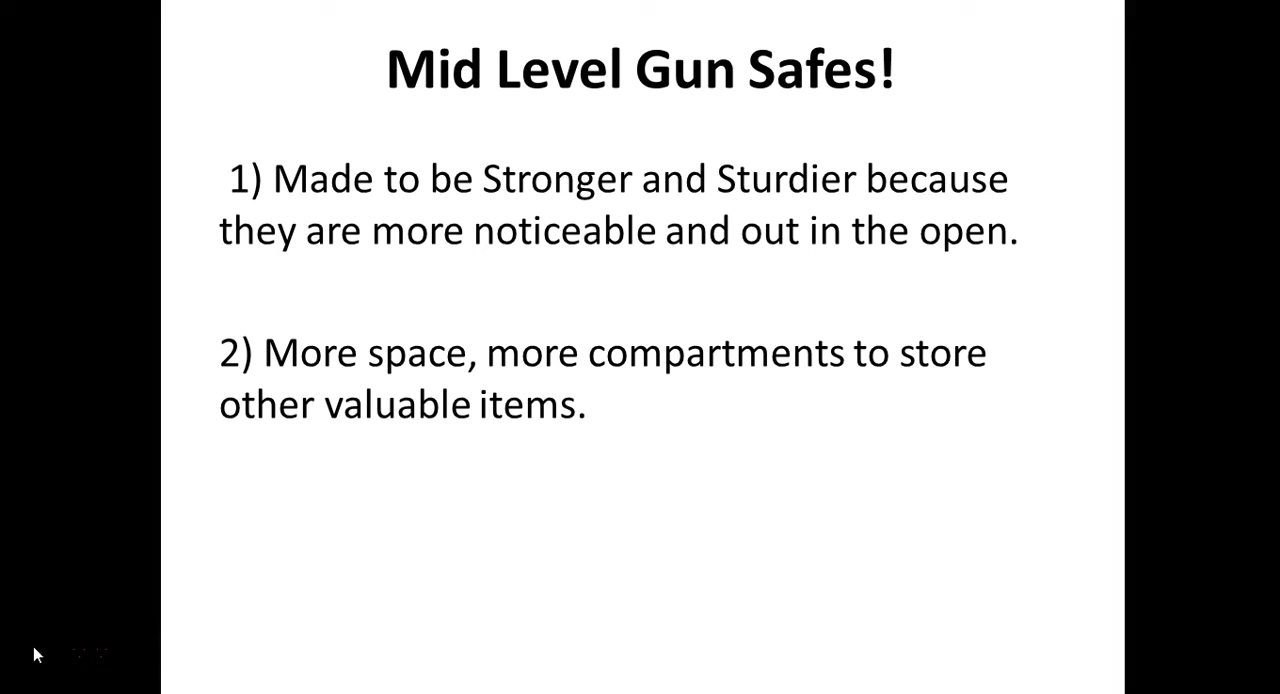 Mid Level Gun Safes!
1) Made to be Stronger and Sturdier because
they are more noticeable and out in the open.
2) More space, more compartments to store
other valuable items.